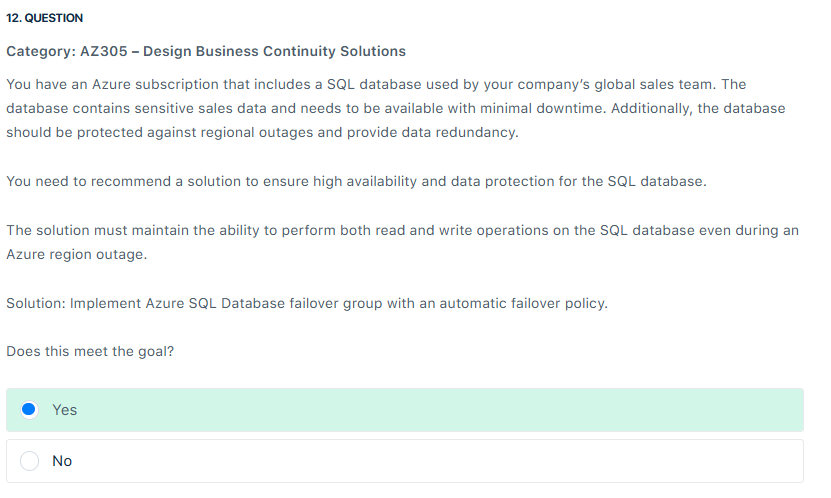 12. QUESTION
Category: AZ305 – Design Business Continuity Solutions
You have an Azure subscription that includes a SQL database used by your company’s global sales team. The
database contains sensitive sales data and needs to be available with minimal downtime. Additionally, the database
should be protected against regional outages and provide data redundancy.
You need to recommend a solution to ensure high availability and data protection for the SQL database.
The solution must maintain the ability to perform both read and write operations on the SQL database even during an
Azure region outage.
Solution: Implement Azure SQL Database failover group with an automatic failover policy.
Does this meet the goal?
Yes
No